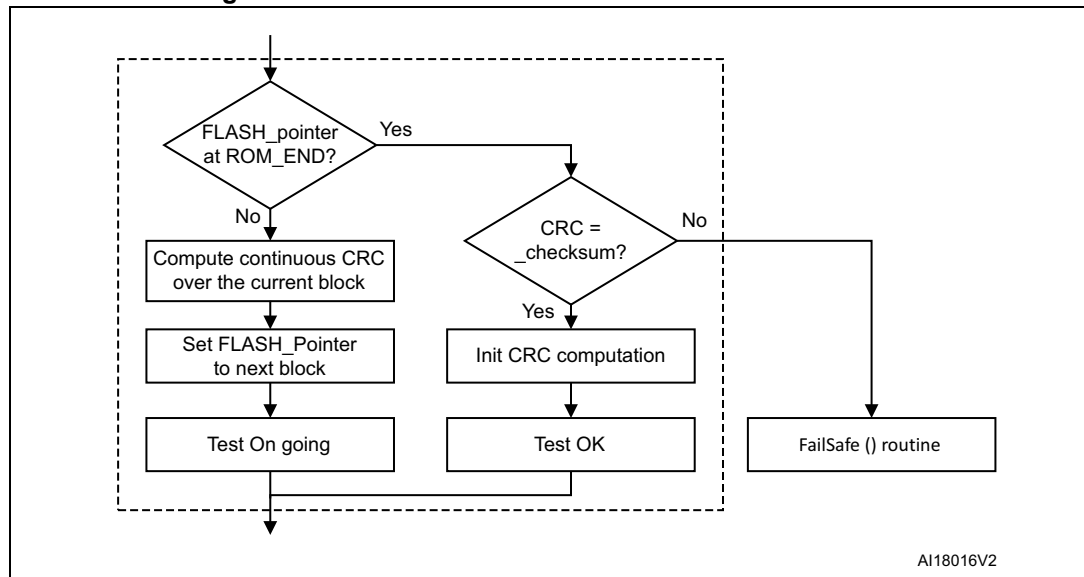 FLASH_pointer
at ROM_END?
Yes
No
Compute continuous CRC
over the current block
Set FLASH_Pointer
to next block
Test On going
CRC =
_checksum?
No
Yes
Init CRC computation
Test OK
FailSafe () routine
AI18016V2